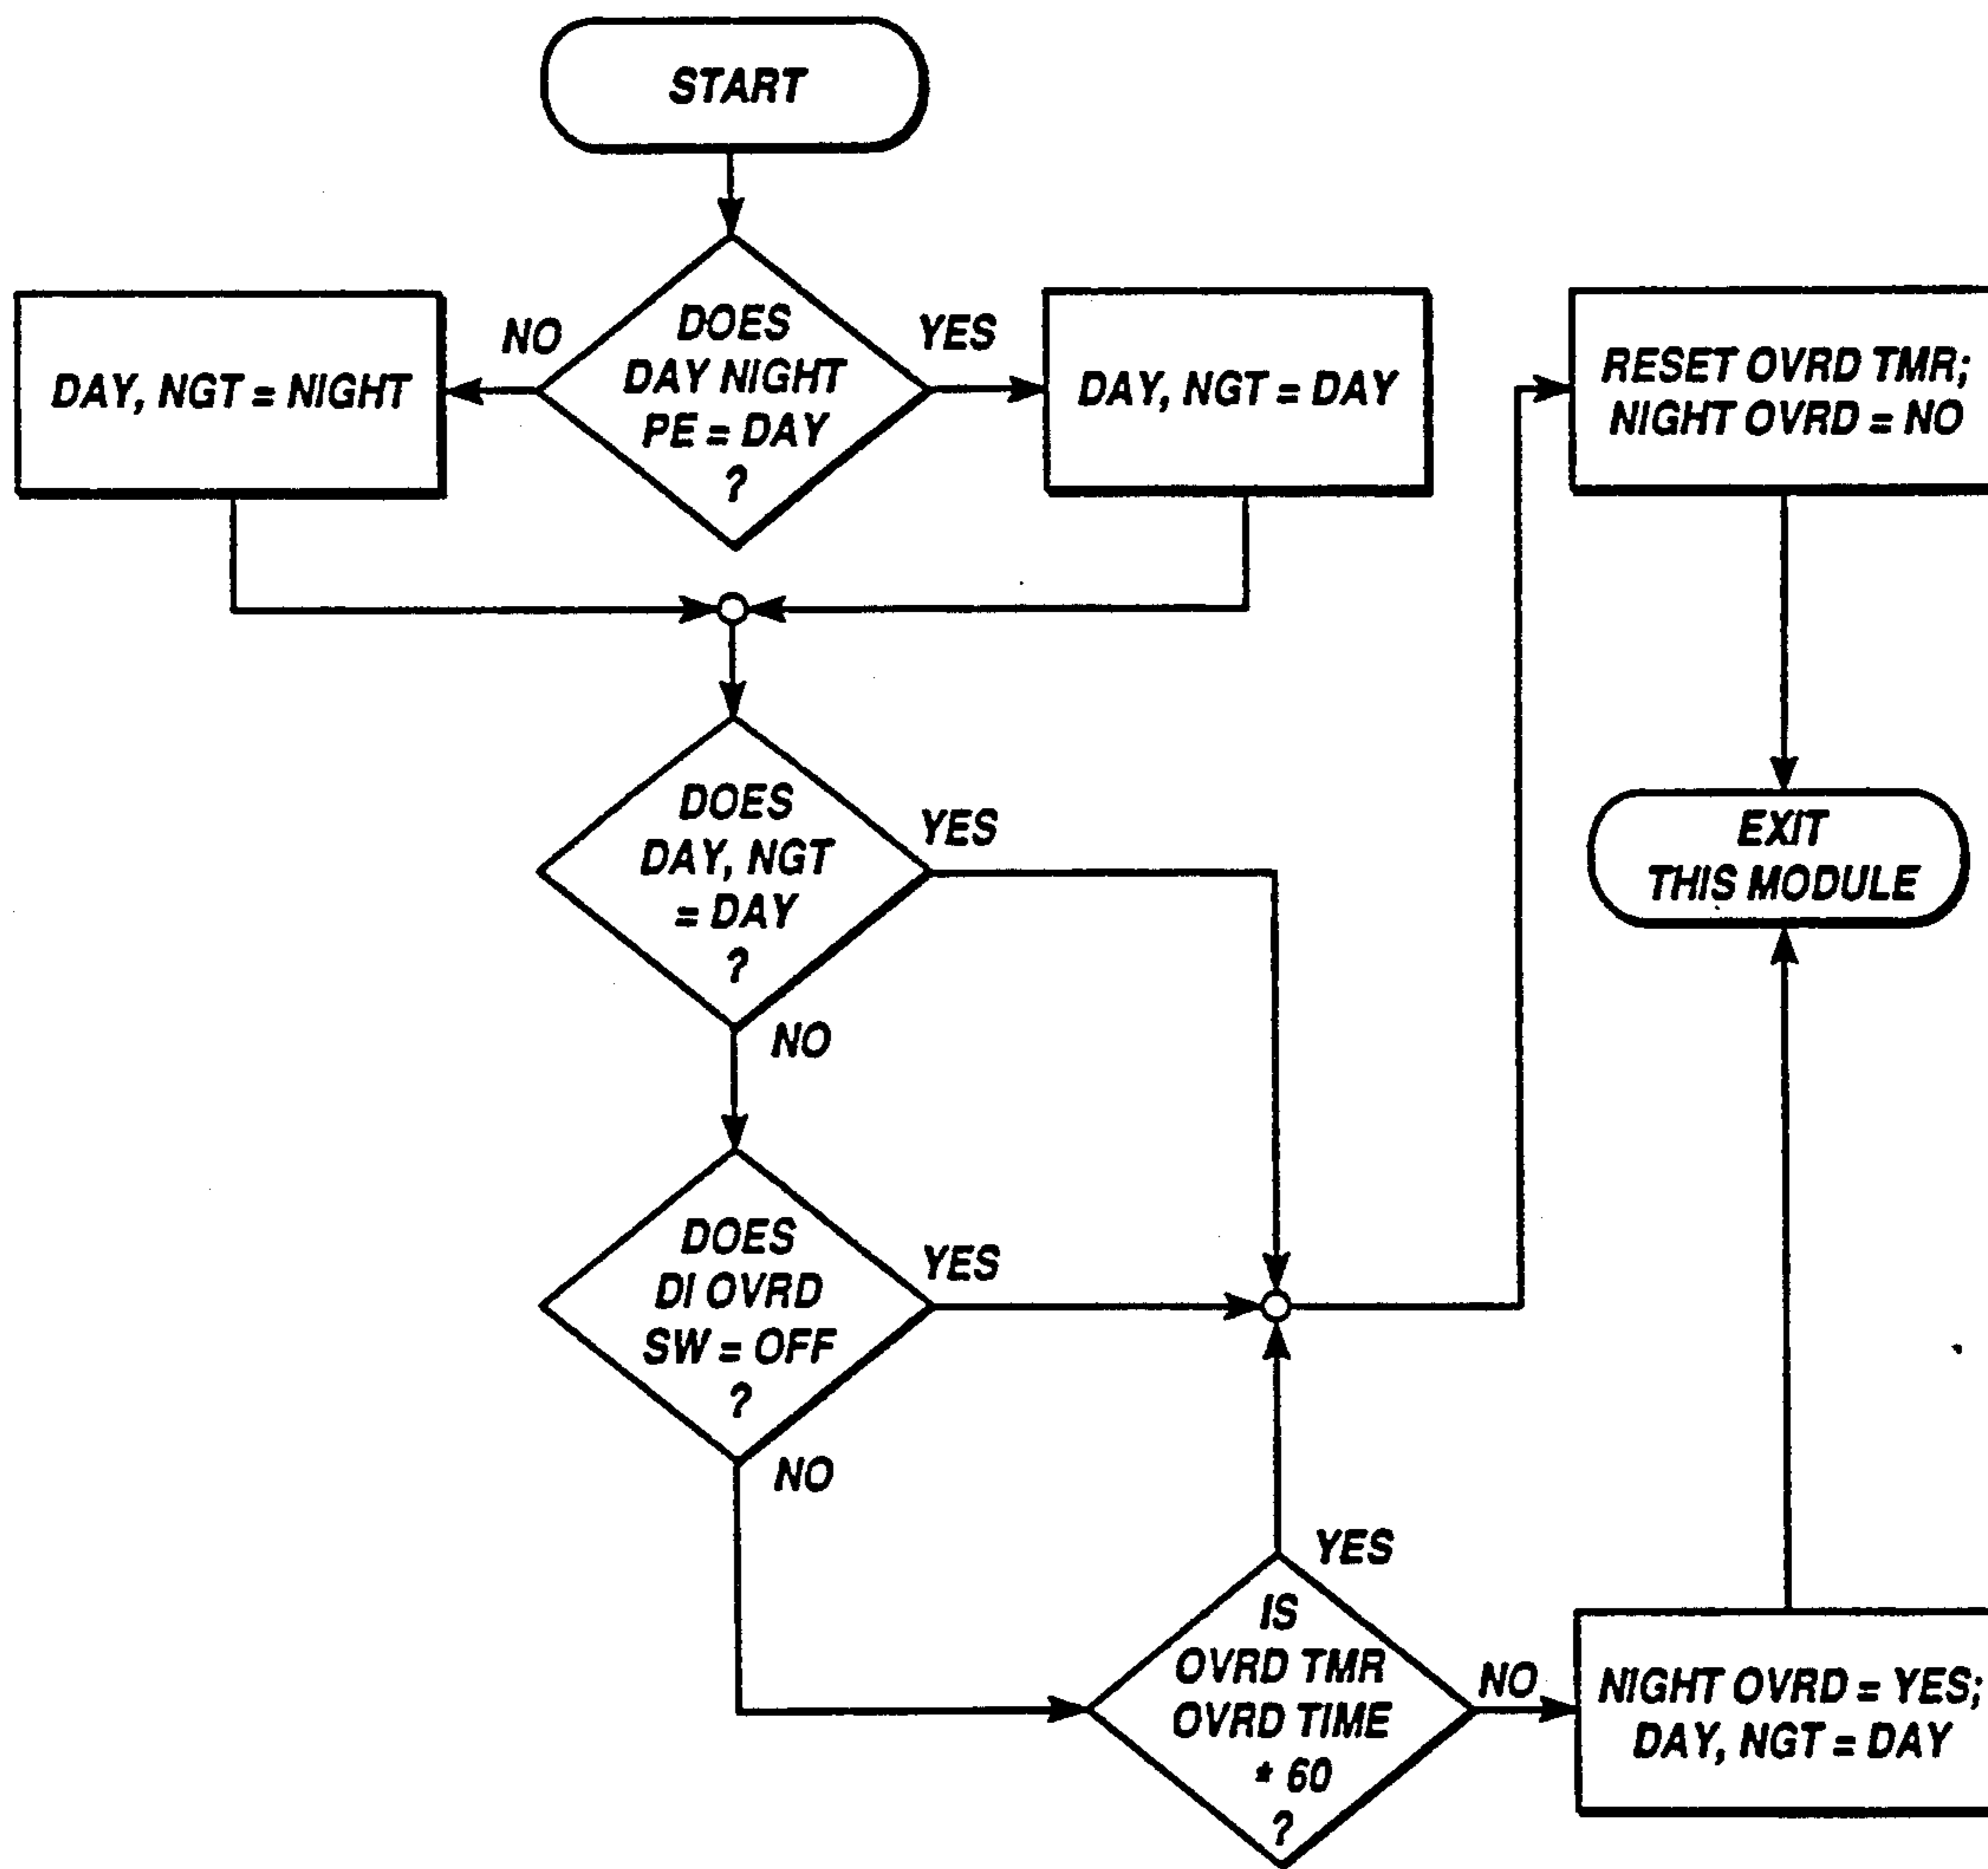 START
NO
DOES
DAY NIGHT
PE = DAY
?
YES
DAY, NGT = NIGHT
DAY, NGT = DAY
RESET OVRD TMR;
NIGHT OVRD = NO
DOES
DAY, NGT
= DAY
?
YES
NO
EXIT
THIS MODULE
DOES
DI OVRD
SW = OFF
?
YES
NO
YES
IS
OVRD TMR
OVRD TIME
* 60
?
NO
NIGHT OVRD = YES;
DAY, NGT = DAY